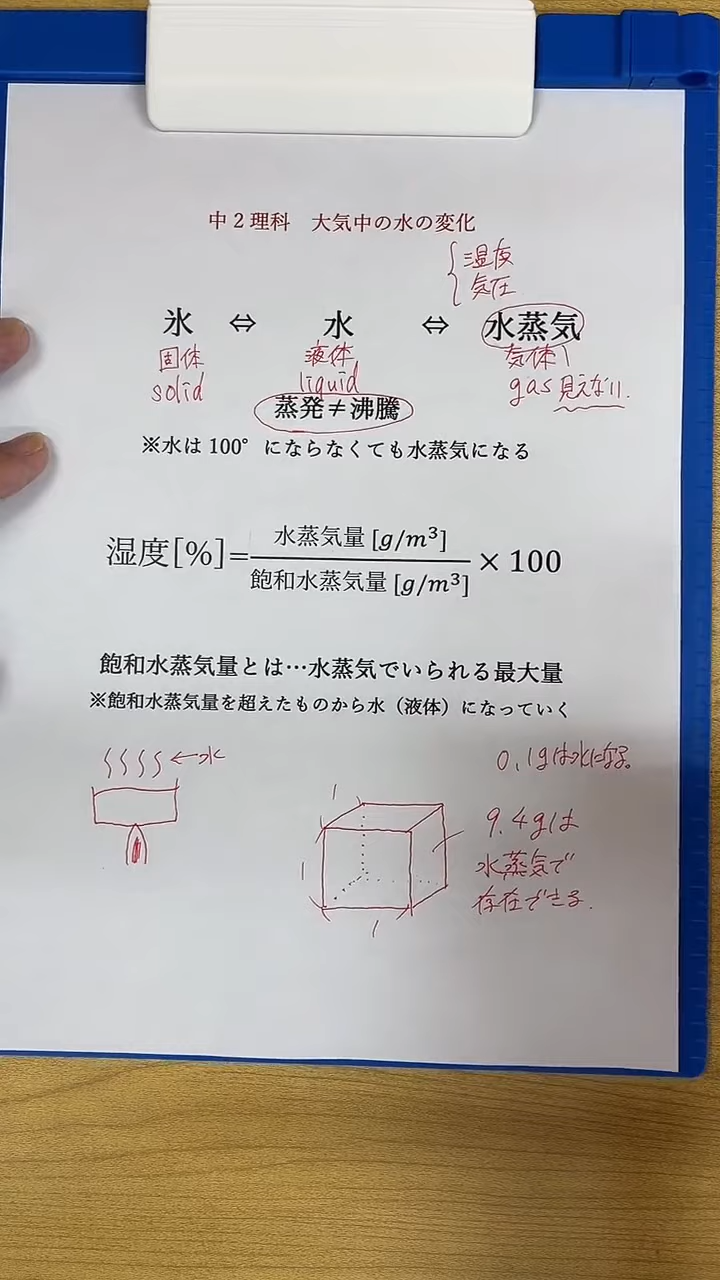 中２理科　大気中の水の変化
湿度
気圧
氷 ⇔ 水 ⇔ 水蒸気
固体 液体 気体
solid liquid gas 見えない.
蒸発≠沸騰
※水は 100° にならなくても水蒸気になる
湿度[%]=水蒸気量 [g/m³]/飽和水蒸気量 [g/m³] × 100
飽和水蒸気量とは…水蒸気でいられる最大量
※飽和水蒸気量を超えたものから水（液体）になっていく
←水
0.1gは水になる。
1
9.4gは
水蒸気で
1
存在できる.
1